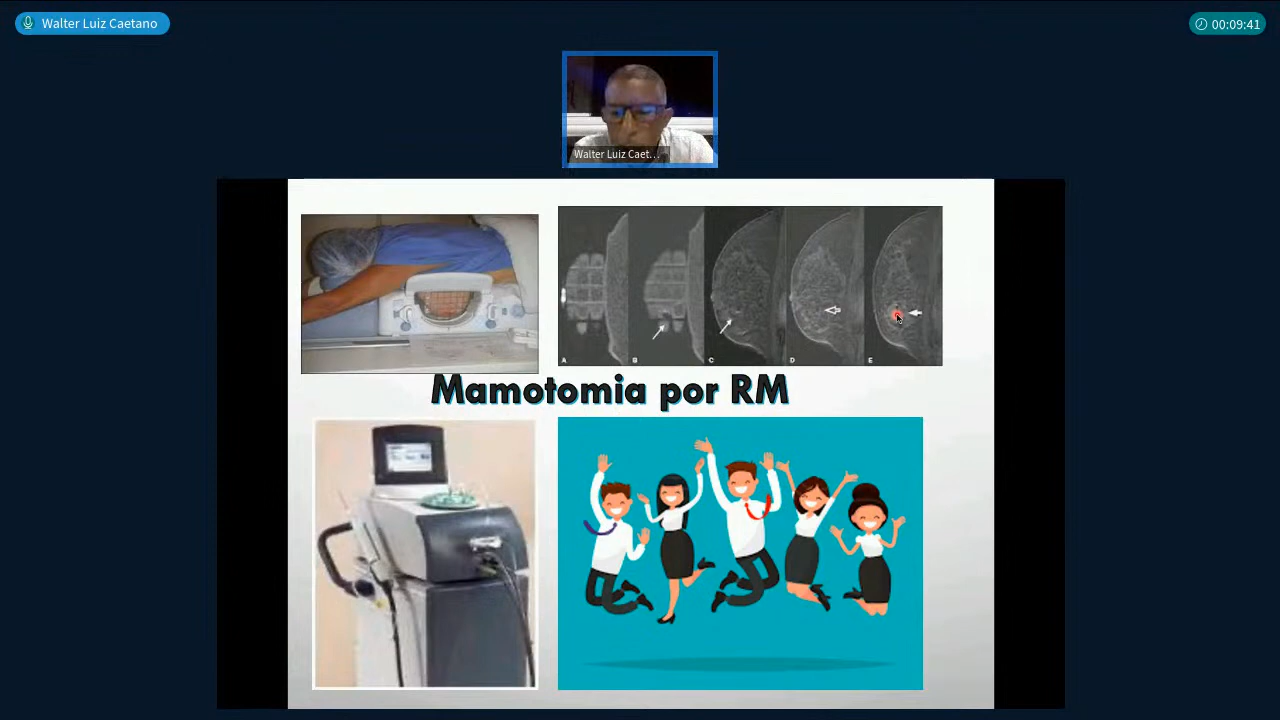 Walter Luiz Caetano
00:09:41
Walter Luiz Caet...
A B C D E
Mamotomia por RM